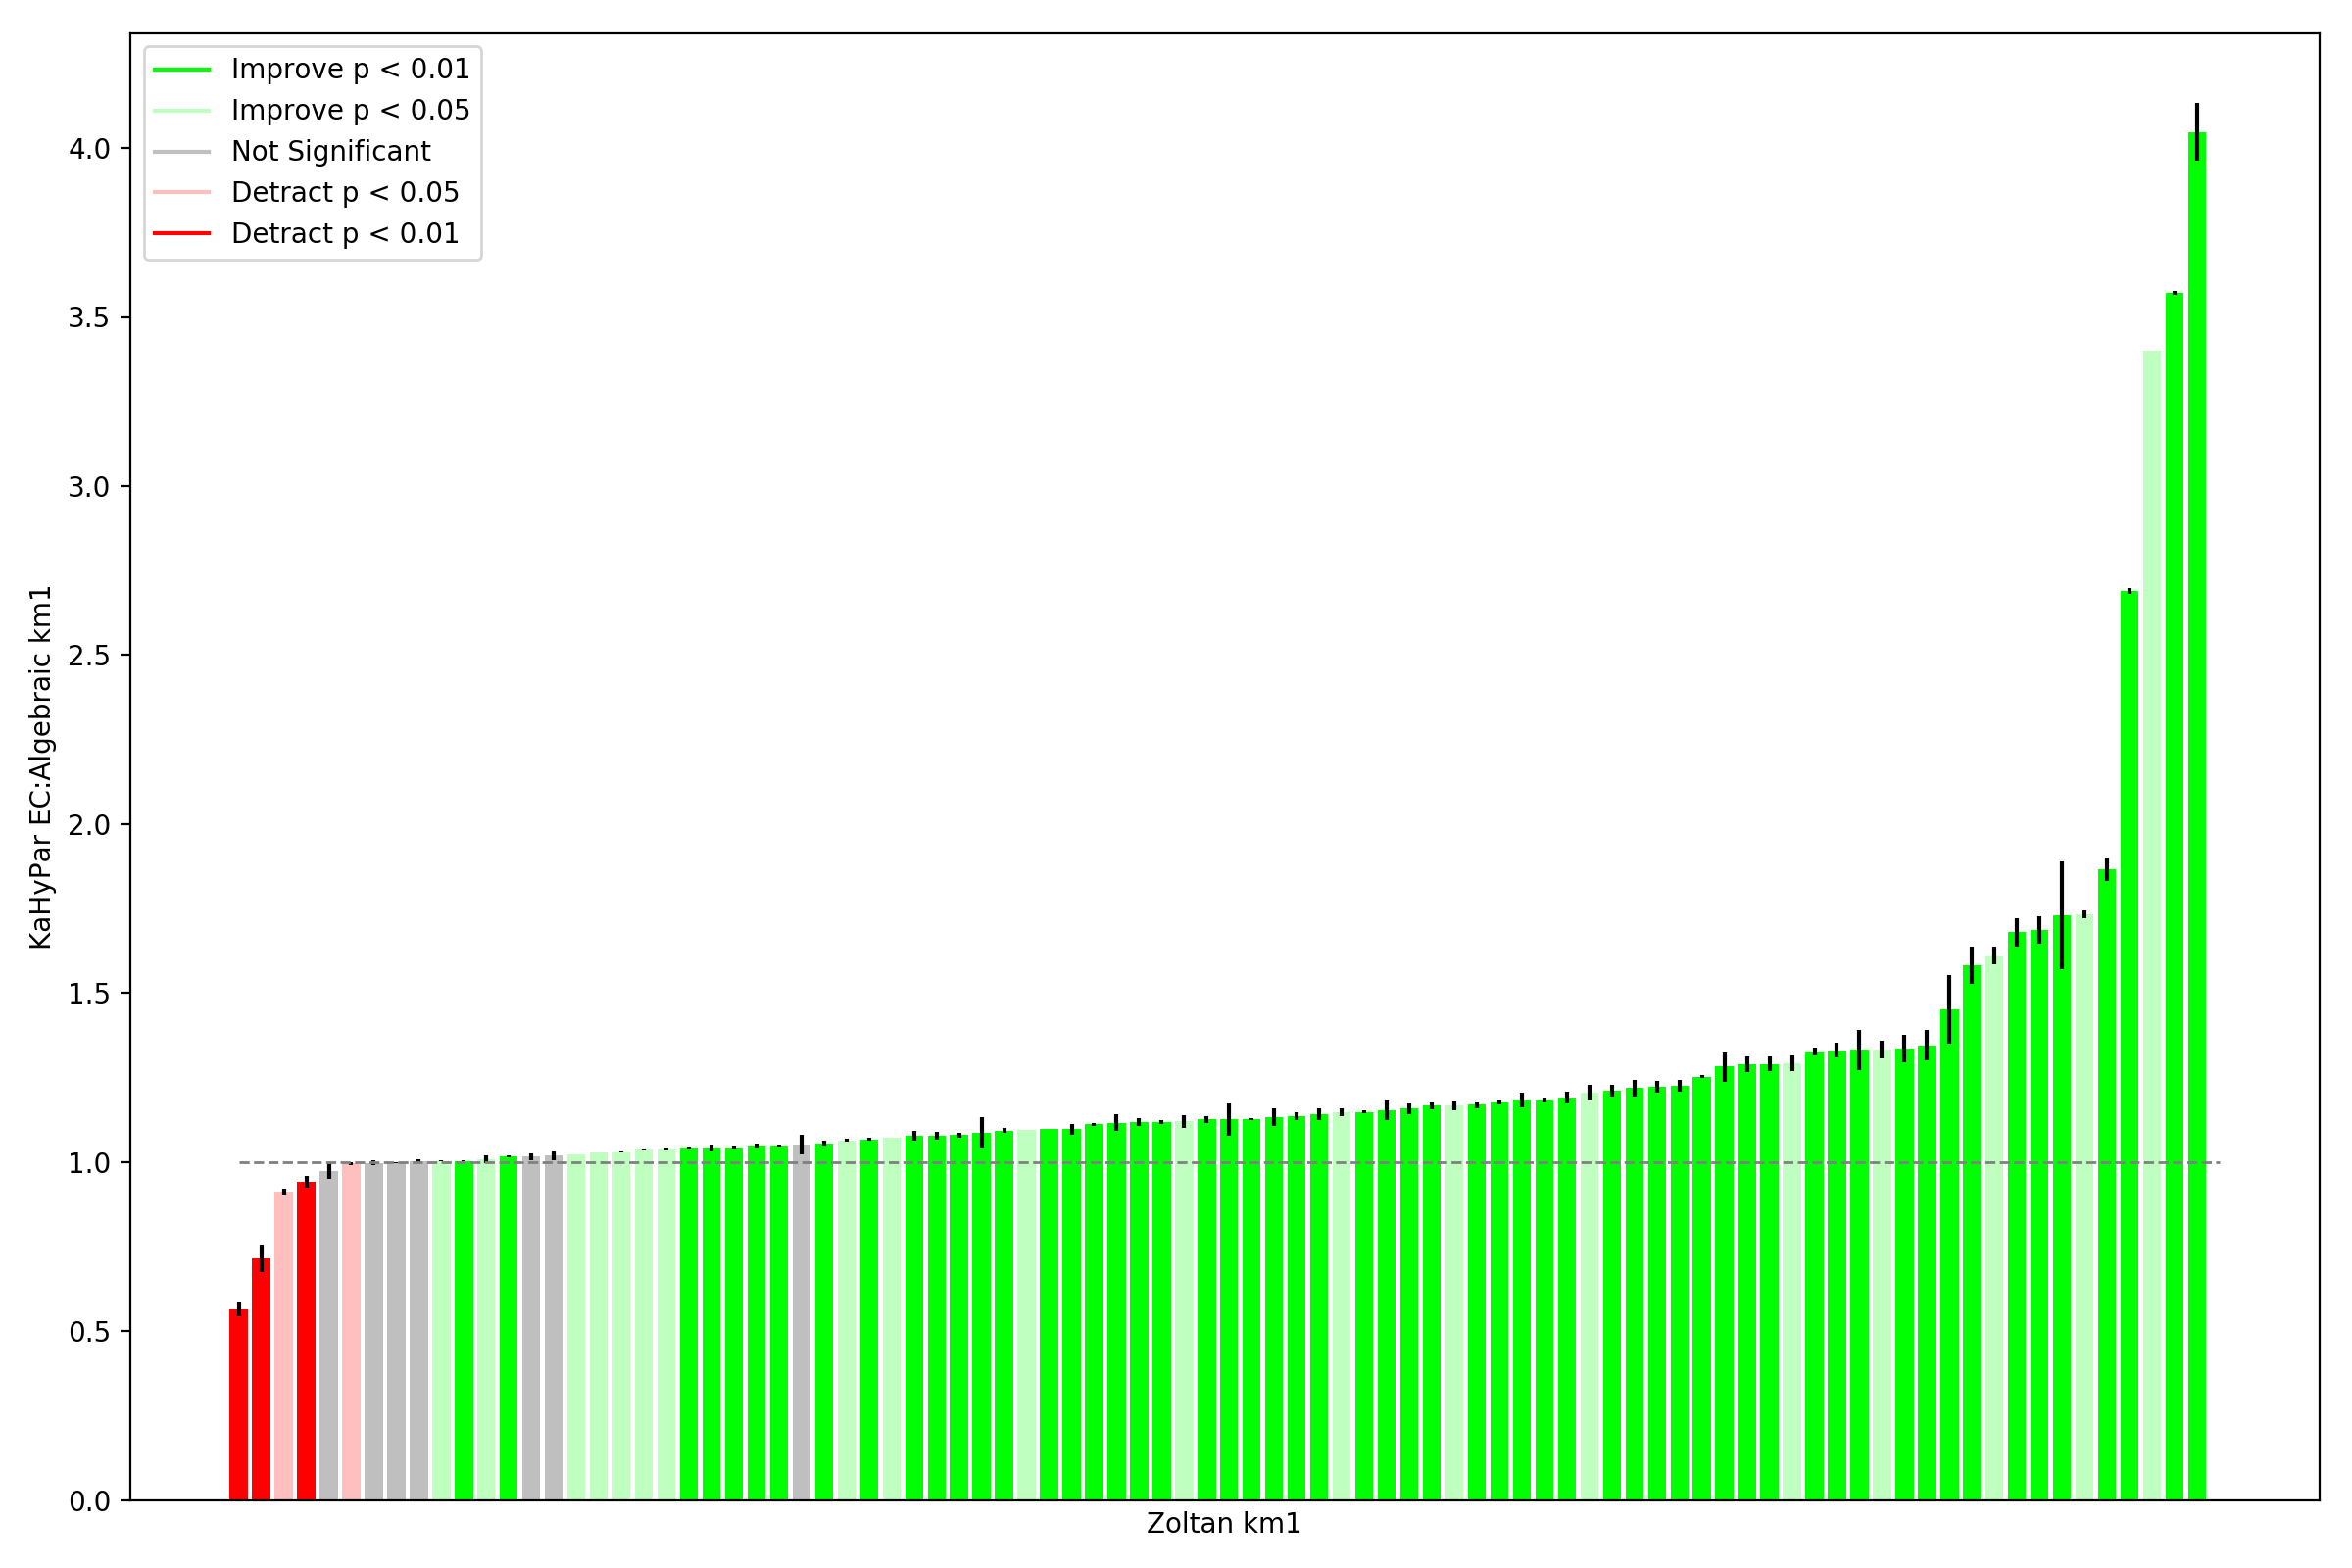 Improve p < 0.01
Improve p < 0.05
Not Significant
Detract p < 0.05
Detract p < 0.01
4.0
3.5
3.0
2.5
2.0
1.5
1.0
0.5
0.0
KaHyPar EC:Algebraic km1
Zoltan km1